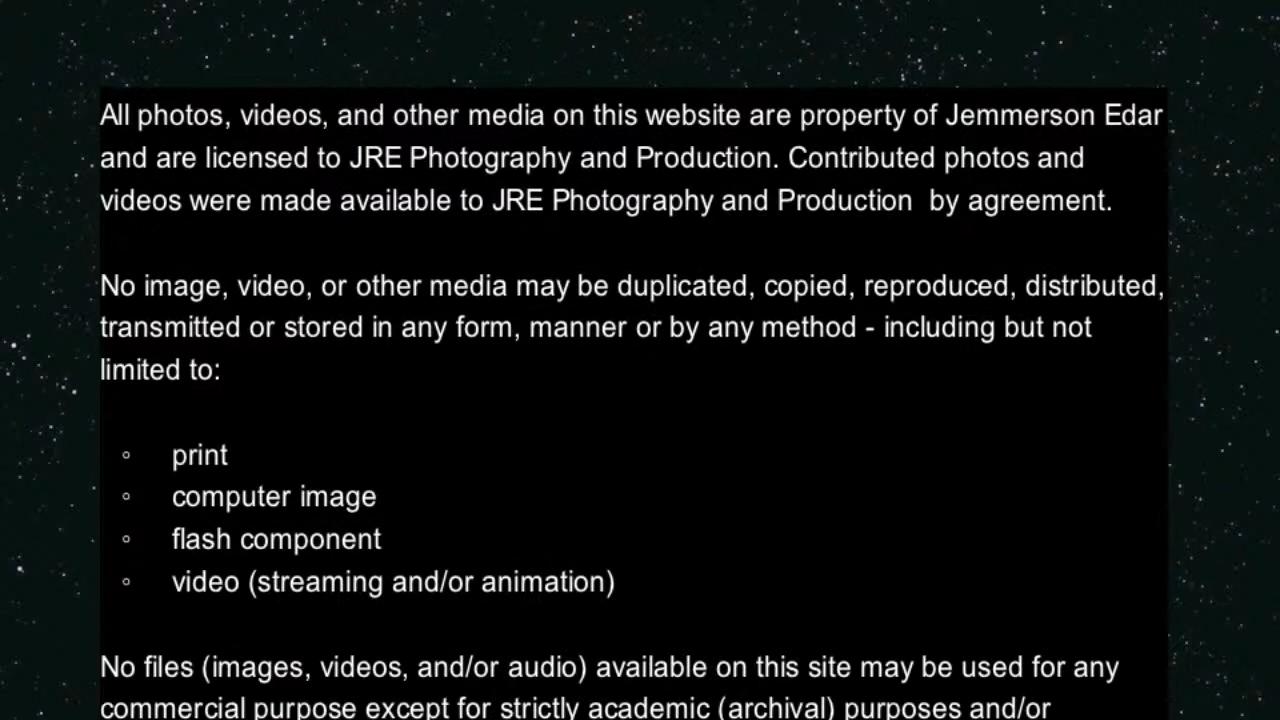 All photos, videos, and other media on this website are property of Jemmerson Edar
and are licensed to JRE Photography and Production. Contributed photos and
videos were made available to JRE Photography and Production  by agreement.
No image, video, or other media may be duplicated, copied, reproduced, distributed,
transmitted or stored in any form, manner or by any method - including but not
limited to:
◦ print
◦ computer image
◦ flash component
◦ video (streaming and/or animation)
No files (images, videos, and/or audio) available on this site may be used for any
commercial purpose except for strictly academic (archival) purposes and/or